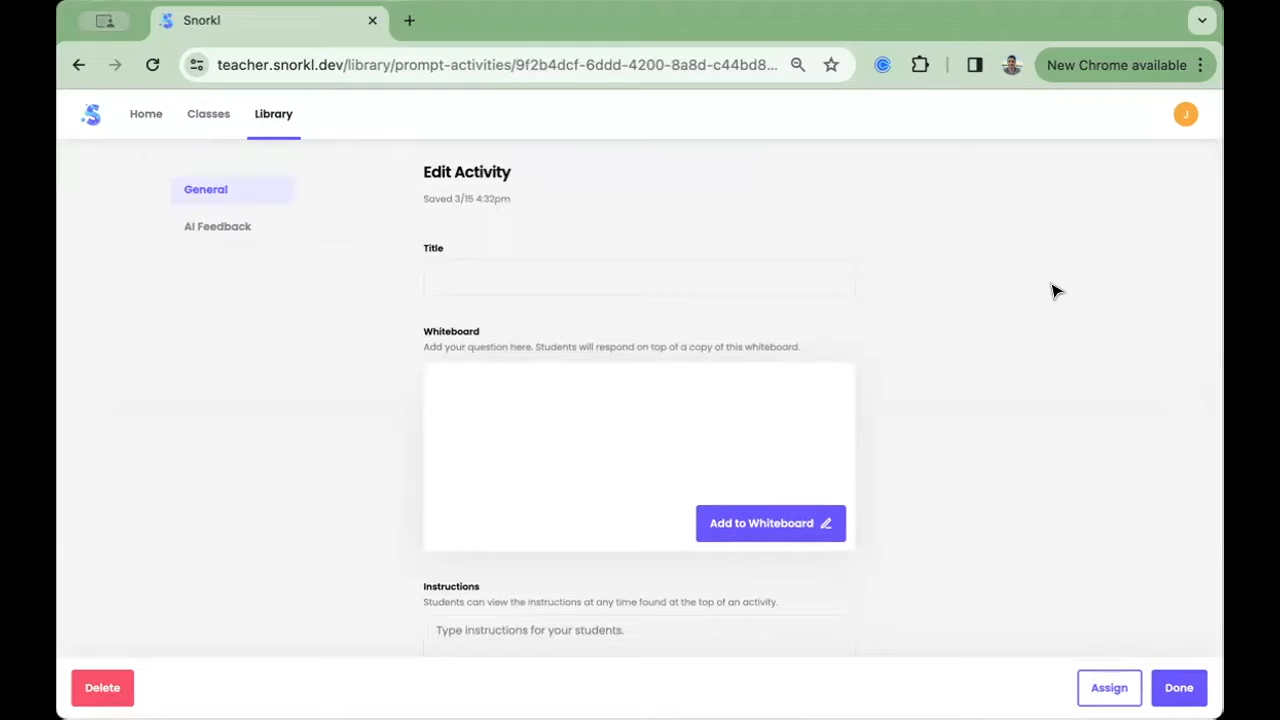 Snorkl
teacher.snorkl.dev/library/prompt-activities/9f2b4dcf-6ddd-4200-8a8d-c44bd8...
New Chrome available
Home
Classes
Library
J
General
AI Feedback
Edit Activity
Saved 3/15 4:32pm
Title
Whiteboard
Add your question here. Students will respond on top of a copy of this whiteboard.
Add to Whiteboard
Instructions
Students can view the instructions at any time found at the top of an activity.
Type instructions for your students.
Delete
Assign
Done